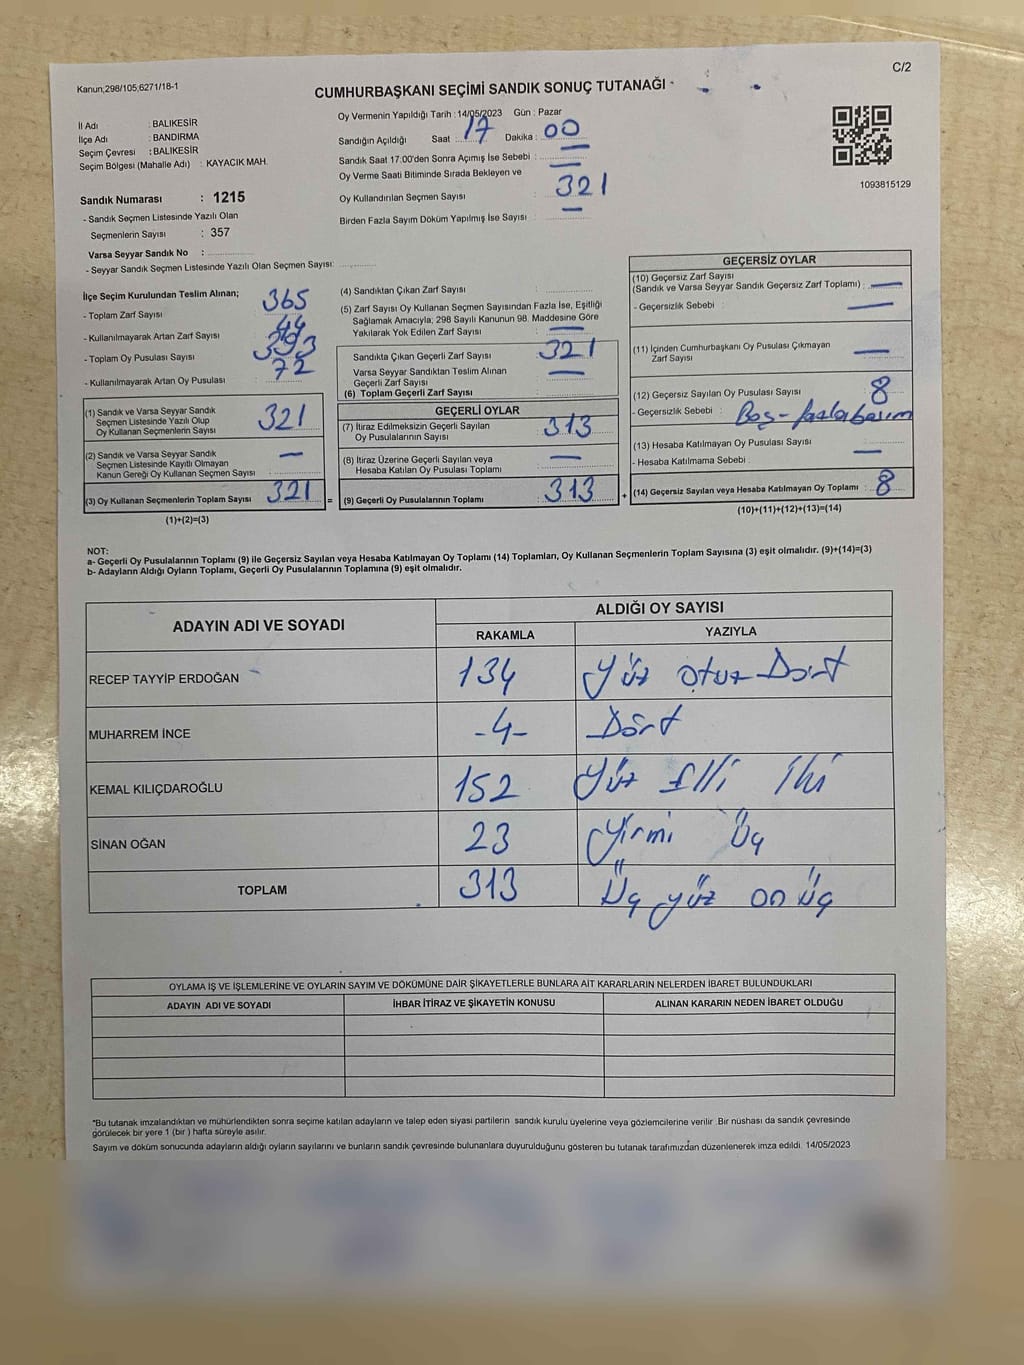 Kanun;298/105;6271/18-1
C/2
CUMHURBAŞKANI SEÇİMİ SANDIK SONUÇ TUTANAĞI
İl Adı : BALIKESİR
İlçe Adı : BANDIRMA
Seçim Çevresi : BALIKESİR
Seçim Bölgesi (Mahalle Adı) : KAYACIK MAH.
Sandık Numarası : 1215
- Sandık Seçmen Listesinde Yazılı Olan
Seçmenlerin Sayısı : 357
Varsa Seyyar Sandık No :
- Seyyar Sandık Seçmen Listesinde Yazılı Olan Seçmen Sayısı:
Oy Vermenin Yapıldığı Tarih : 14/05/2023 Gün : Pazar
Sandığın Açıldığı Saat : 17 Dakika : 00
Sandık Saat 17.00'den Sonra Açımış İse Sebebi : —
Oy Verme Saati Bitiminde Sırada Bekleyen ve —
Oy Kullandırılan Seçmen Sayısı : 321
Birden Fazla Sayım Döküm Yapılmış İse Sayısı : —
1093815129
İlçe Seçim Kurulundan Teslim Alınan;
- Toplam Zarf Sayısı : 365
- Kullanılmayarak Artan Zarf Sayısı : 44
- Toplam Oy Pusulası Sayısı : 393
- Kullanılmayarak Artan Oy Pusulası : 72
(1) Sandık ve Varsa Seyyar Sandık
Seçmen Listesinde Yazılı Olup
Oy Kullanan Seçmenlerin Sayısı : 321
(2) Sandık ve Varsa Seyyar Sandık
Seçmen Listesinde Kayıtlı Olmayan
Kanun Gereği Oy Kullanan Seçmen Sayısı : —
(3) Oy Kullanan Seçmenlerin Toplam Sayısı : 321 =
(1)+(2)=(3)
(4) Sandıktan Çıkan Zarf Sayısı :
(5) Zarf Sayısı Oy Kullanan Seçmen Sayısından Fazla İse, Eşitliği
Sağlamak Amacıyla; 298 Sayılı Kanunun 98. Maddesine Göre
Yakılarak Yok Edilen Zarf Sayısı : —
Sandıkta Çıkan Geçerli Zarf Sayısı : 321
Varsa Seyyar Sandıktan Teslim Alınan
Geçerli Zarf Sayısı : —
(6) Toplam Geçerli Zarf Sayısı :
GEÇERLİ OYLAR
(7) İtiraz Edilmeksizin Geçerli Sayılan
Oy Pusulalarının Sayısı : 313
(8) İtiraz Üzerine Geçerli Sayılan veya
Hesaba Katılan Oy Pusulası Toplamı : —
(9) Geçerli Oy Pusulalarının Toplamı : 313 +
GEÇERSİZ OYLAR
(10) Geçersiz Zarf Sayısı
(Sandık ve Varsa Seyyar Sandık Geçersiz Zarf Toplamı) : —
- Geçersizlik Sebebi : —
(11) İçinden Cumhurbaşkanı Oy Pusulası Çıkmayan
Zarf Sayısı : —
(12) Geçersiz Sayılan Oy Pusulası Sayısı : 8
- Geçersizlik Sebebi : Boş - fazla basım
(13) Hesaba Katılmayan Oy Pusulası Sayısı :
- Hesaba Katılmama Sebebi : —
(14) Geçersiz Sayılan veya Hesaba Katılmayan Oy Toplamı : 8
(10)+(11)+(12)+(13)=(14)
NOT:
a- Geçerli Oy Pusulalarının Toplamı (9) ile Geçersiz Sayılan veya Hesaba Katılmayan Oy Toplamı (14) Toplamları, Oy Kullanan Seçmenlerin Toplam Sayısına (3) eşit olmalıdır. (9)+(14)=(3)
b- Adayların Aldığı Oyların Toplamı, Geçerli Oy Pusulalarının Toplamına (9) eşit olmalıdır.
ADAYIN ADI VE SOYADI ALDIĞI OY SAYISI
RAKAMLA YAZIYLA
RECEP TAYYİP ERDOĞAN 134 Yüz otuz Dört
MUHARREM İNCE -4- Dört
KEMAL KILIÇDAROĞLU 152 Yüz Elli İki
SİNAN OĞAN 23 Yirmi Üç
TOPLAM 313 Üç yüz on üç
OYLAMA İŞ VE İŞLEMLERİNE VE OYLARIN SAYIM VE DÖKÜMÜNE DAİR ŞİKAYETLERLE BUNLARA AİT KARARLARIN NELERDEN İBARET BULUNDUKLARI
ADAYIN ADI VE SOYADI İHBAR İTİRAZ VE ŞİKAYETİN KONUSU ALINAN KARARIN NEDEN İBARET OLDUĞU
*Bu tutanak imzalandıktan ve mühürlendikten sonra seçime katılan adayların ve talep eden siyasi partilerin sandık kurulu üyelerine veya gözlemcilerine verilir .Bir nüshası da sandık çevresinde
görülecek bir yere 1 (bir ) hafta süreyle asılır.
Sayım ve döküm sonucunda adayların aldığı oyların sayılarını ve bunların sandık çevresinde bulunanlara duyurulduğunu gösteren bu tutanak tarafımızdan düzenlenerek imza edildi. 14/05/2023